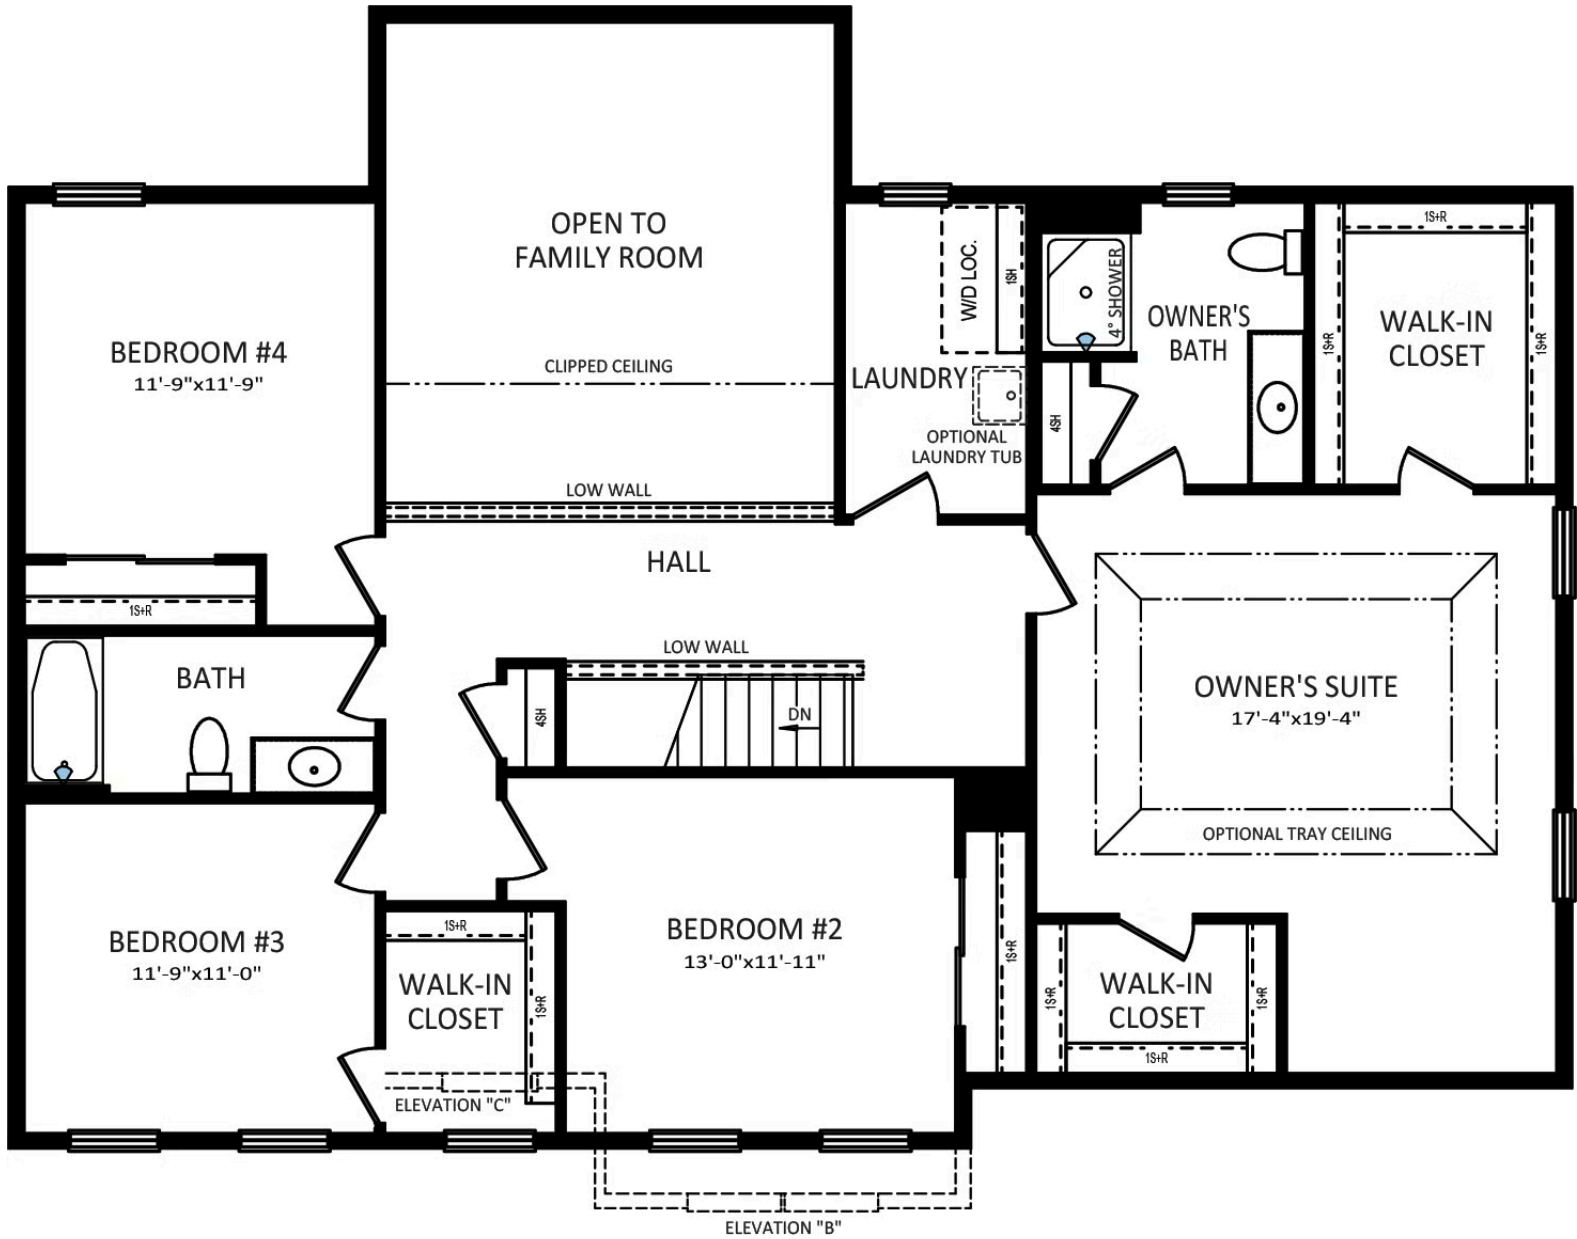 OPEN TO
FAMILY ROOM
CLIPPED CEILING
LOW WALL
BEDROOM #4
11'-9"x11'-9"
1S+R
W/D LOC.
1SH
LAUNDRY
OPTIONAL
LAUNDRY TUB
4° SHOWER
4SH
OWNER'S
BATH
1S+R
1S+R
1S+R
WALK-IN
CLOSET
HALL
LOW WALL
DN
4SH
BATH
OWNER'S SUITE
17'-4"x19'-4"
OPTIONAL TRAY CEILING
BEDROOM #3
11'-9"x11'-0"
1S+R
1S+R
WALK-IN
CLOSET
ELEVATION "C"
BEDROOM #2
13'-0"x11'-11"
1S+R
1S+R
WALK-IN
CLOSET
1S+R
1S+R
ELEVATION "B"